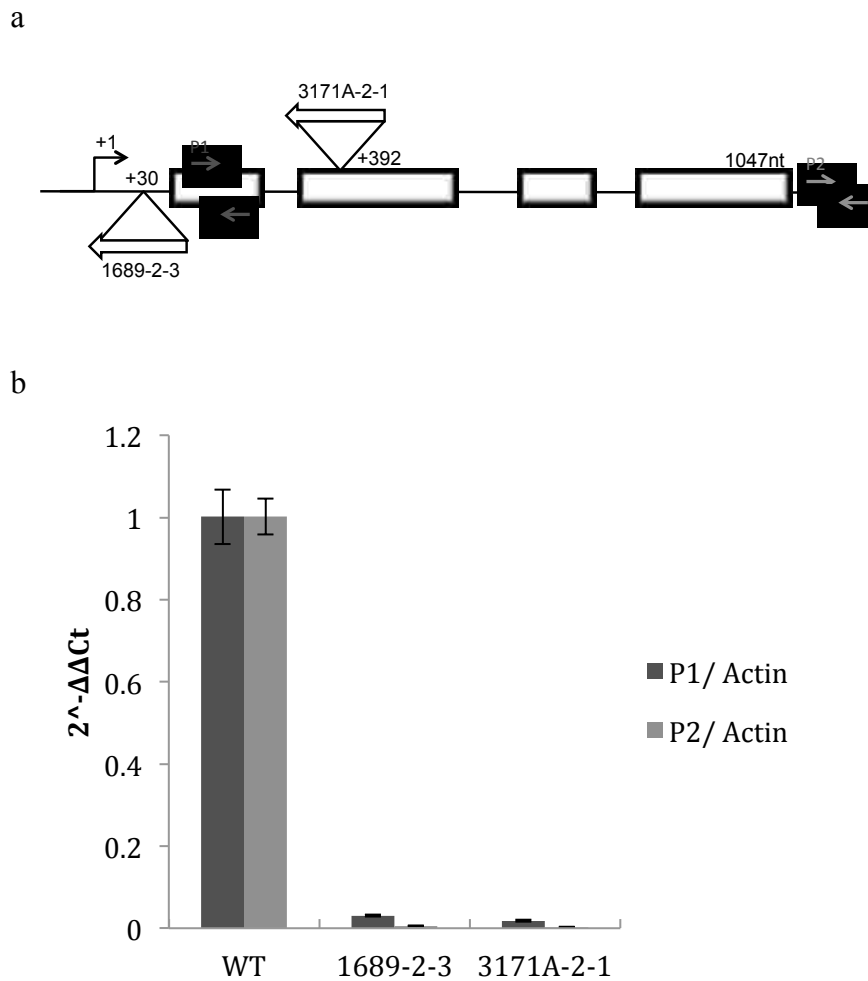 a
3171A-2-1
+1
P1
+392
1047nt
P2
+30
1689-2-3
b
1.2
1
0.8
0.6
0.4
0.2
0
2^-ΔΔCt
P1/ Actin
P2/ Actin
WT 1689-2-3 3171A-2-1